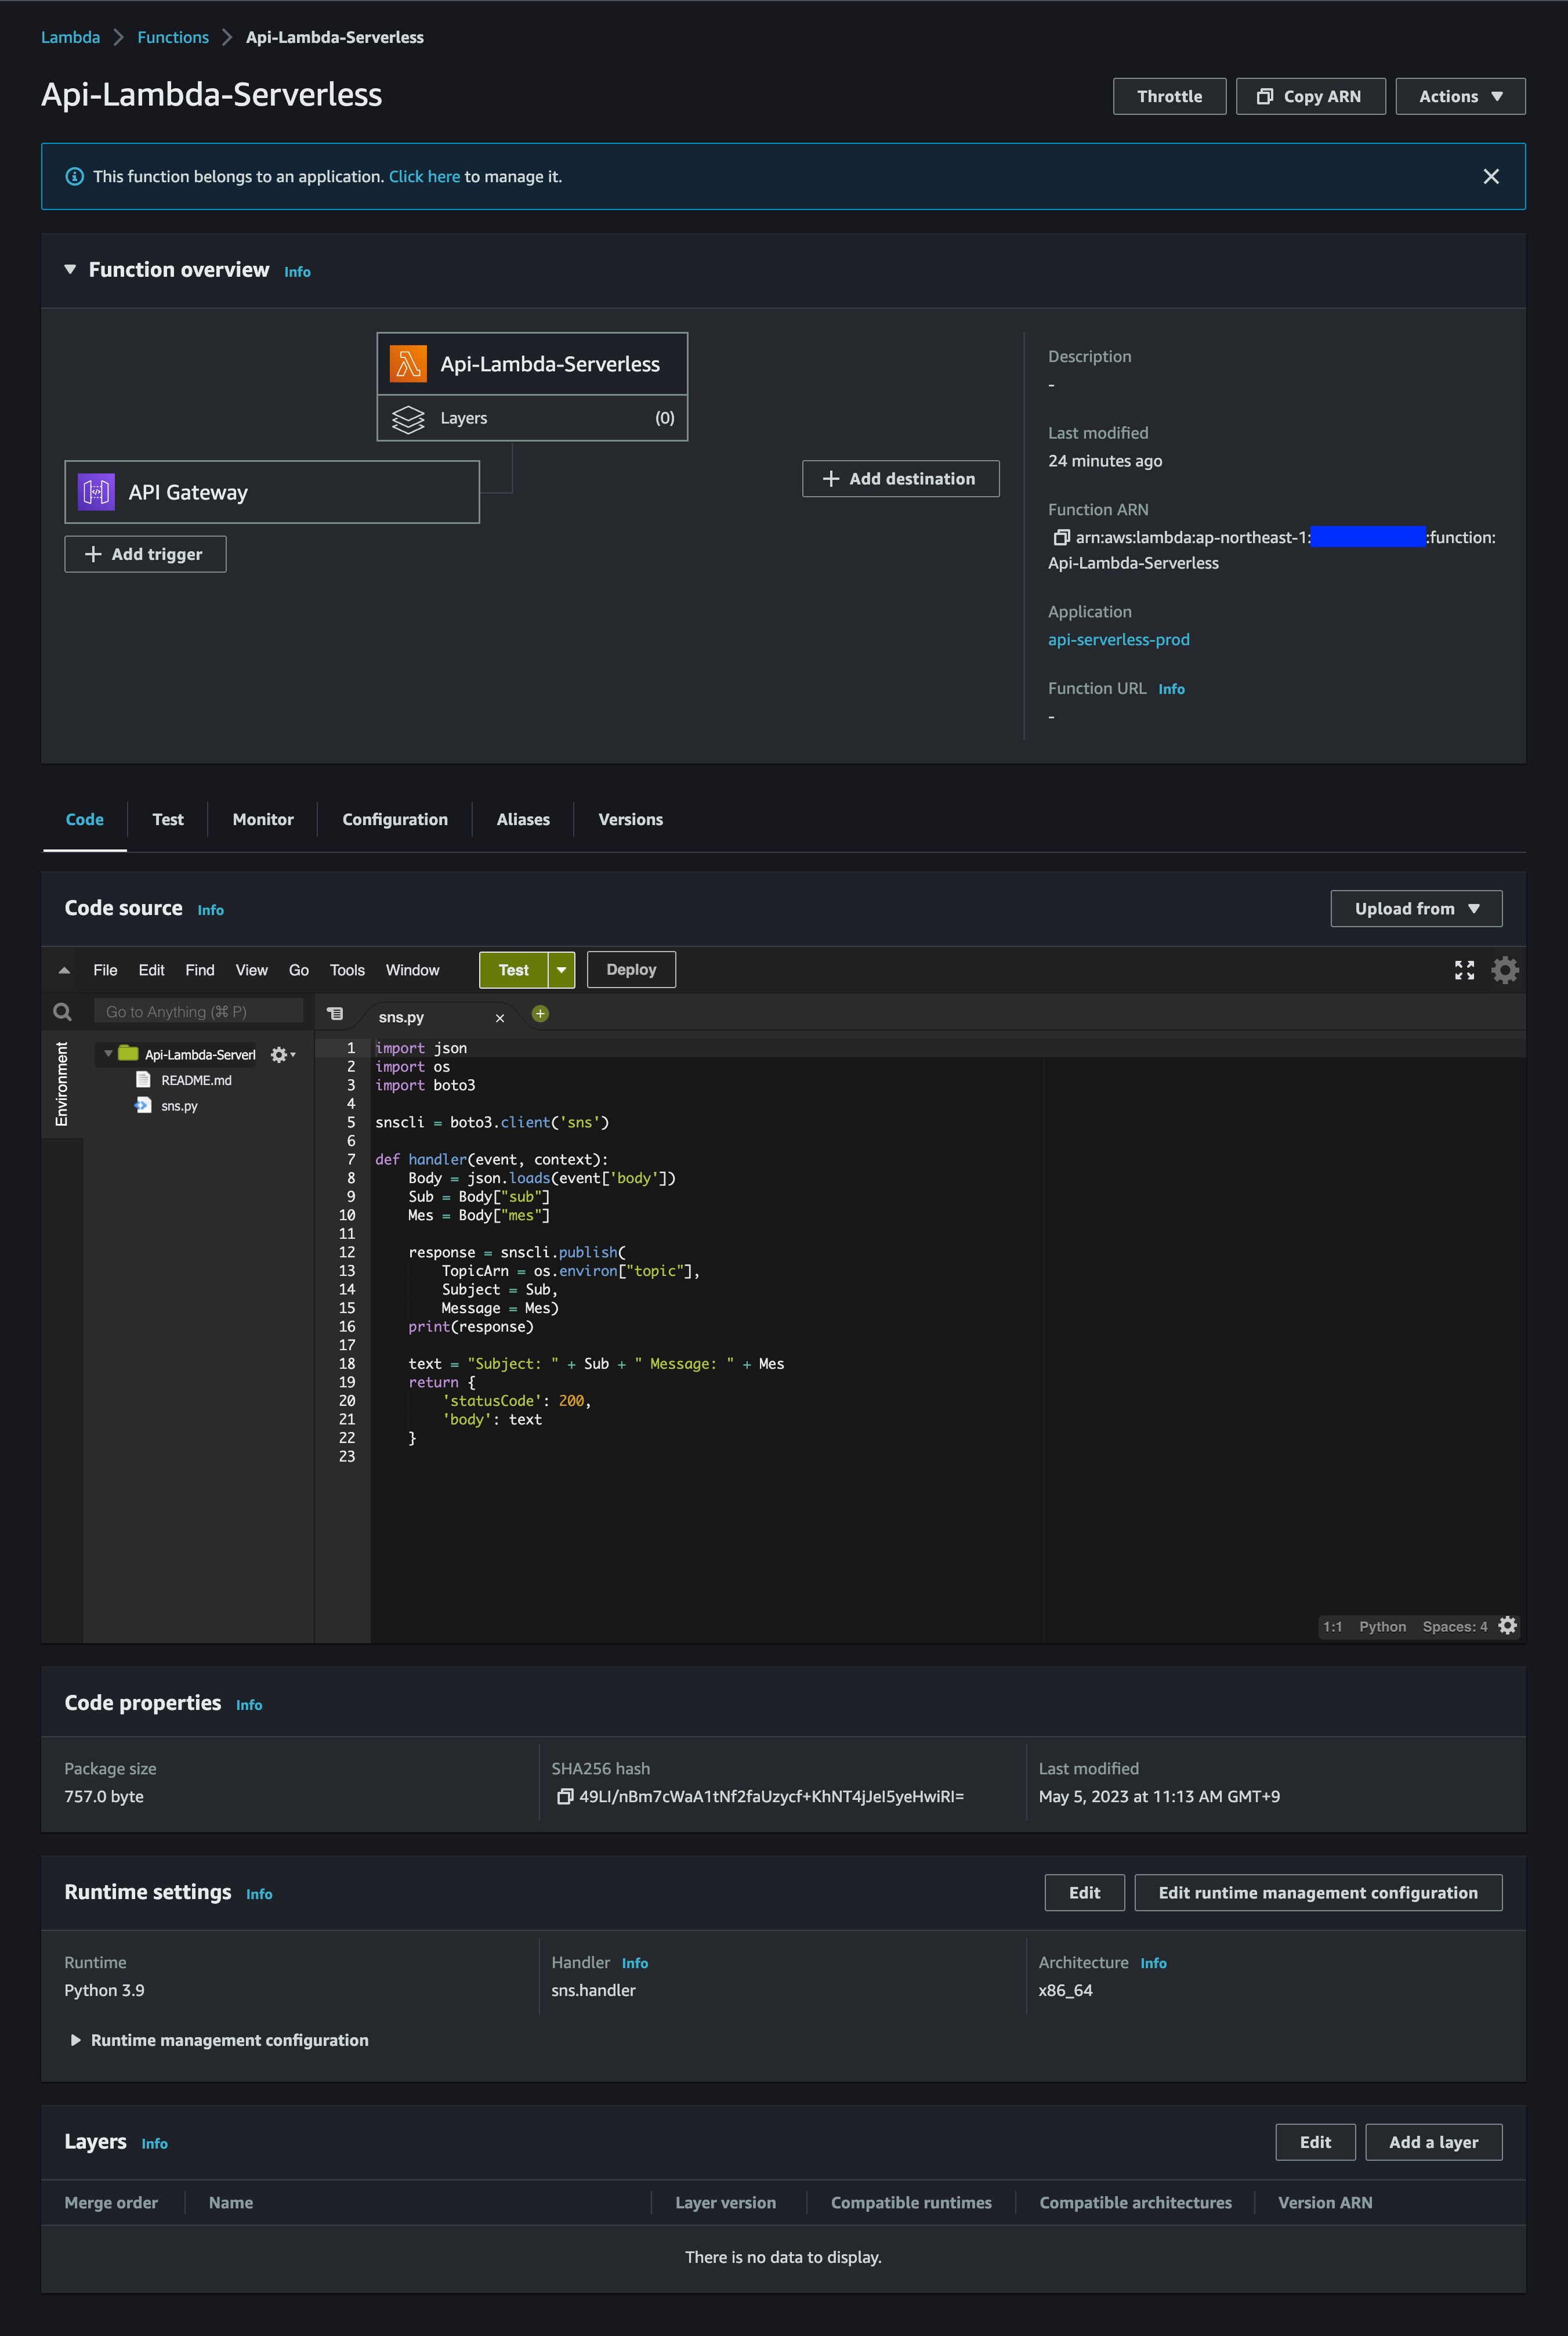 Lambda > Functions > Api-Lambda-Serverless
Api-Lambda-Serverless
Throttle
Copy ARN
Actions
This function belongs to an application. Click here to manage it.
Function overview Info
Api-Lambda-Serverless
Layers (0)
API Gateway
Add trigger
Add destination
Description
-
Last modified
24 minutes ago
Function ARN
arn:aws:lambda:ap-northeast-1: :function:
Api-Lambda-Serverless
Application
api-serverless-prod
Function URL Info
-
Code Test Monitor Configuration Aliases Versions
Code source Info
Upload from
File Edit Find View Go Tools Window Test Deploy
Go to Anything (⌘ P)
sns.py
Environment
Api-Lambda-Serverl
README.md
sns.py
1 import json
2 import os
3 import boto3
4
5 snscli = boto3.client('sns')
6
7 def handler(event, context):
8     Body = json.loads(event['body'])
9     Sub = Body["sub"]
10     Mes = Body["mes"]
11
12     response = snscli.publish(
13         TopicArn = os.environ["topic"],
14         Subject = Sub,
15         Message = Mes)
16     print(response)
17
18     text = "Subject: " + Sub + " Message: " + Mes
19     return {
20         'statusCode': 200,
21         'body': text
22     }
23
1:1 Python Spaces: 4
Code properties Info
Package size
757.0 byte
SHA256 hash
49LI/nBm7cWaA1tNf2faUzycf+KhNT4jJeI5yeHwiRI=
Last modified
May 5, 2023 at 11:13 AM GMT+9
Runtime settings Info
Edit
Edit runtime management configuration
Runtime
Python 3.9
Handler Info
sns.handler
Architecture Info
x86_64
Runtime management configuration
Layers Info
Edit
Add a layer
Merge order Name Layer version Compatible runtimes Compatible architectures Version ARN
There is no data to display.